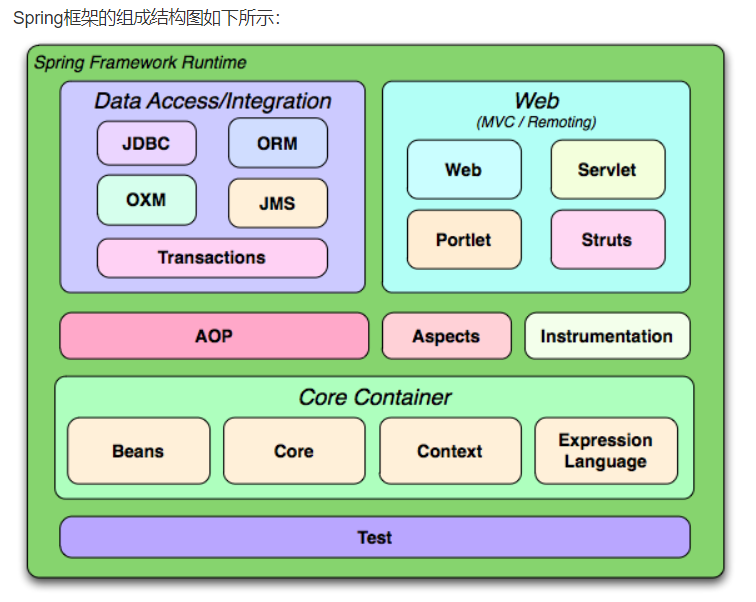 Spring框架的组成结构图如下所示：
Spring Framework Runtime
Data Access/Integration
JDBC
ORM
OXM
JMS
Transactions
Web
(MVC / Remoting)
Web
Servlet
Portlet
Struts
AOP
Aspects
Instrumentation
Core Container
Beans
Core
Context
Expression
Language
Test